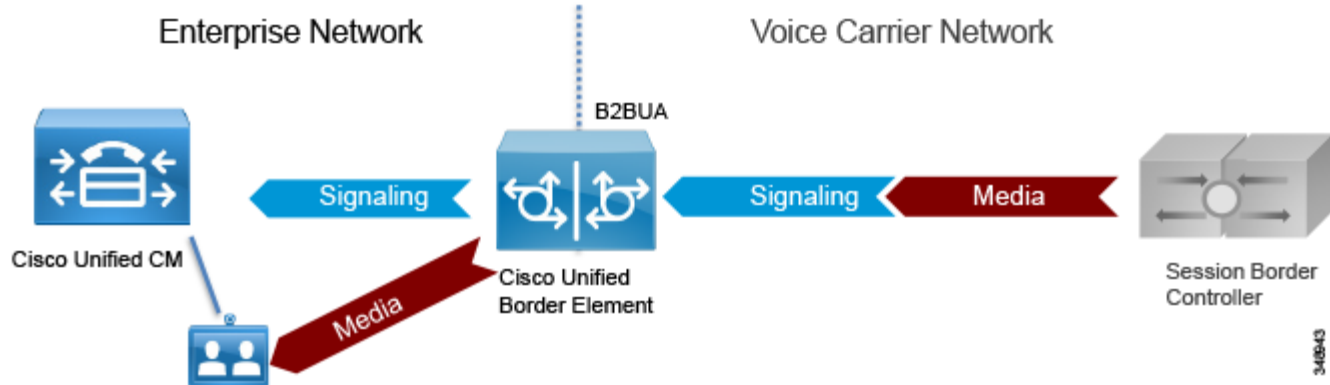 Enterprise Network
Voice Carrier Network
B2BUA
Signaling
Signaling
Media
Cisco Unified CM
Media
Cisco Unified
Border Element
Session Border
Controller
348943